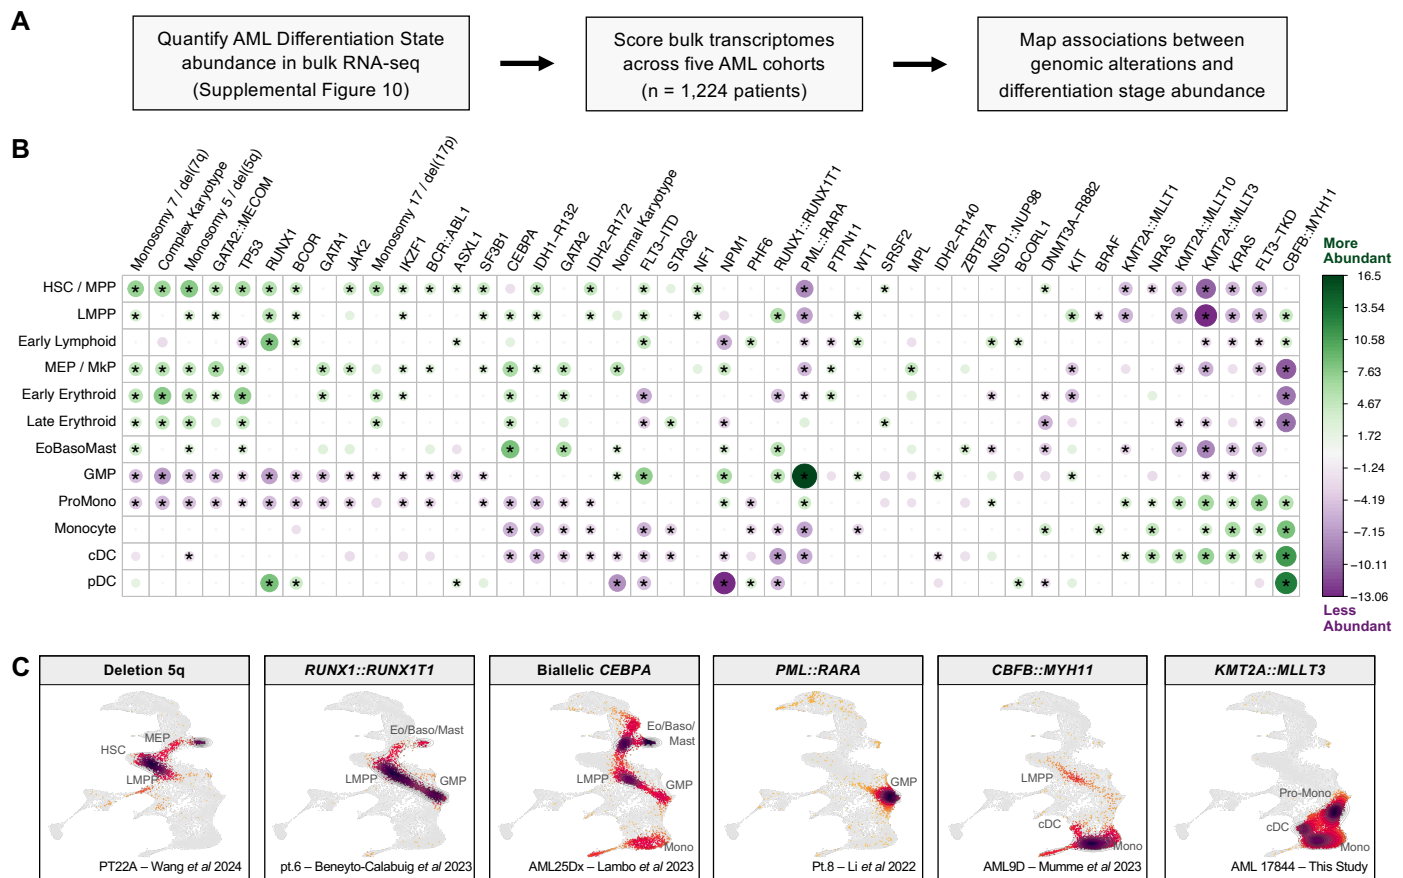 A
Quantify AML Differentiation State
abundance in bulk RNA-seq
(Supplemental Figure 10)
Score bulk transcriptomes
across five AML cohorts
(n = 1,224 patients)
Map associations between
genomic alterations and
differentiation stage abundance
B
Monosomy 7 / del(7q)
Complex Karyotype
Monosomy 5 / del(5q)
GATA2::MECOM
TP53
RUNX1
BCOR
GATA1
JAK2
Monosomy 17 / del(17p)
IKZF1
BCR::ABL1
ASXL1
SF3B1
CEBPA
IDH1−R132
GATA2
IDH2−R172
Normal Karyotype
FLT3−ITD
STAG2
NF1
NPM1
PHF6
RUNX1::RUNX1T1
PML::RARA
PTPN11
WT1
SRSF2
MPL
IDH2−R140
ZBTB7A
NSD1::NUP98
BCORL1
DNMT3A−R882
KIT
BRAF
KMT2A::MLLT1
NRAS
KMT2A::MLLT10
KMT2A::MLLT3
KRAS
FLT3−TKD
CBFB::MYH11
HSC / MPP
LMPP
Early Lymphoid
MEP / MkP
Early Erythroid
Late Erythroid
EoBasoMast
GMP
ProMono
Monocyte
cDC
pDC
More
Abundant
16.5
13.54
10.58
7.63
4.67
1.72
−1.24
−4.19
−7.15
−10.11
−13.06
Less
Abundant
C
Deletion 5q
HSC
MEP
LMPP
PT22A – Wang et al 2024
RUNX1::RUNX1T1
Eo/Baso/Mast
LMPP
GMP
pt.6 – Beneyto-Calabuig et al 2023
Biallelic CEBPA
Eo/Baso/
Mast
LMPP
GMP
Mono
AML25Dx – Lambo et al 2023
PML::RARA
GMP
Pt.8 – Li et al 2022
CBFB::MYH11
LMPP
cDC
Mono
AML9D – Mumme et al 2023
KMT2A::MLLT3
Pro-Mono
cDC
Mono
AML 17844 – This Study